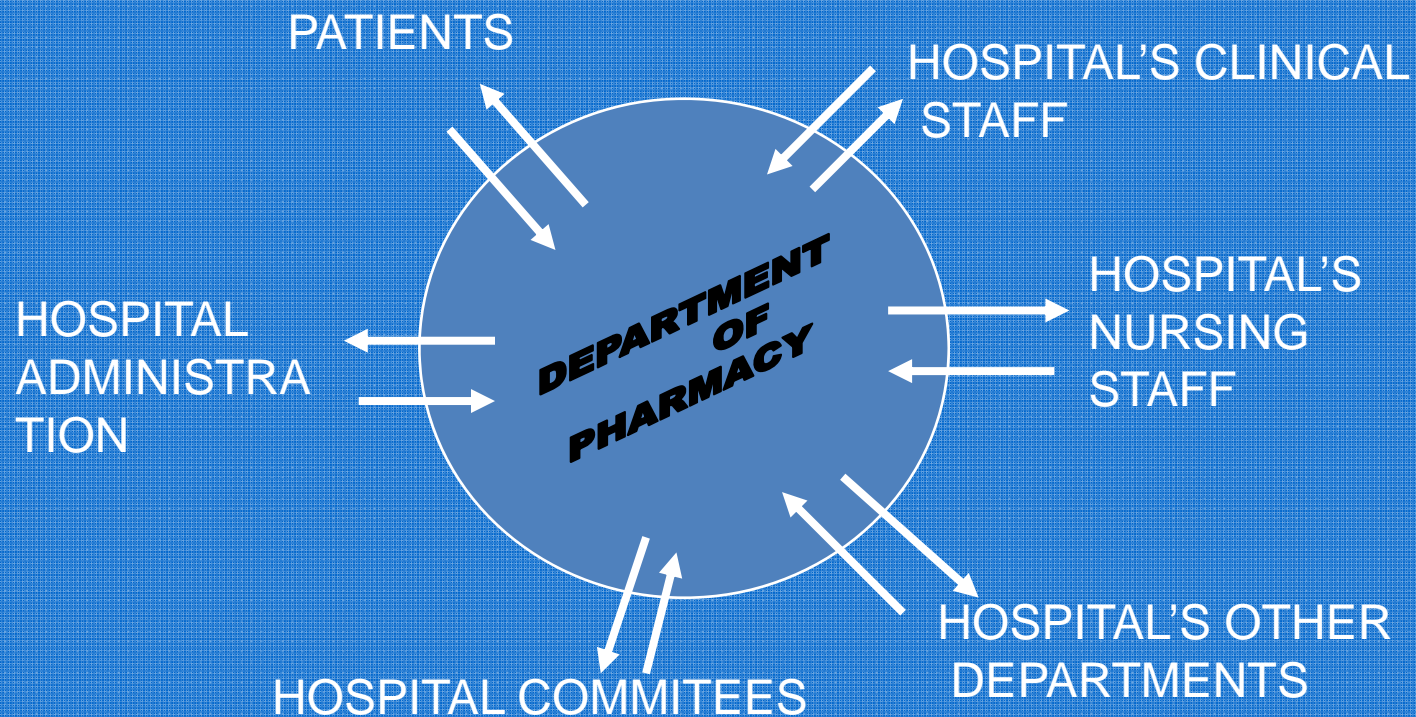 PATIENTS
HOSPITAL’S CLINICAL
STAFF
DEPARTMENT
OF
PHARMACY
HOSPITAL’S
NURSING
STAFF
HOSPITAL
ADMINISTRA
TION
HOSPITAL’S OTHER
DEPARTMENTS
HOSPITAL COMMITEES